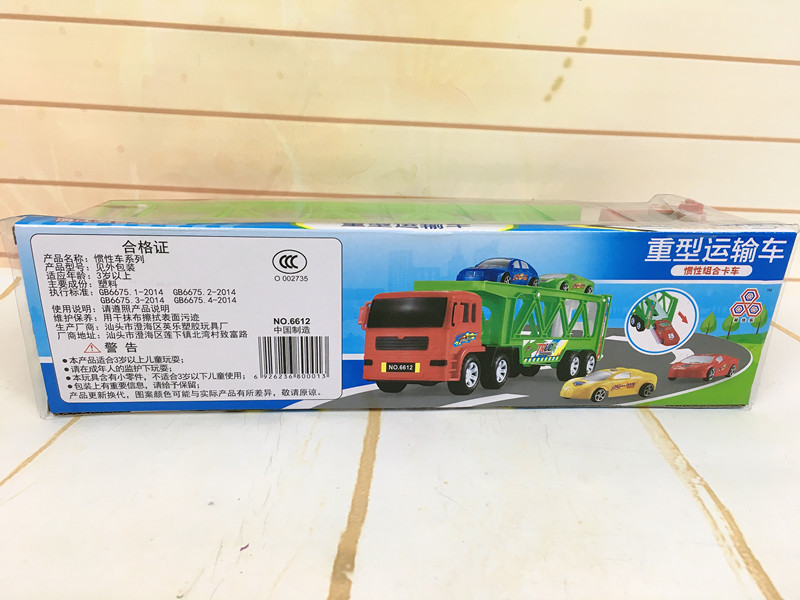 重型运输车
合格证
产品名称：惯性车系列
产品型号：见外包装
适应年龄：3岁以上
主要成份：塑料
执行标准：GB6675.1-2014 GB6675.2-2014
GB6675.3-2014 GB6675.4-2014
使用说明：请遵照产品说明
维护保养：用干抹布擦拭表面污迹
生产厂商：汕头市澄海区英乐塑胶玩具厂
厂商地址：汕头市澄海区莲下镇北湾村致富路
警告
●本产品适合3岁以上儿童玩耍；
●请在成年人的监护下玩耍；
●本玩具含有小零件，不适合3岁以下儿童使用；
●包装上有重要信息，请给予保留；
产品更新换代，图案颜色可能与实际产品有所差异，敬请原谅。
CCC
O 002735
NO.6612
中国制造
6926236800013
NO.6612
重型运输车
惯性组合卡车